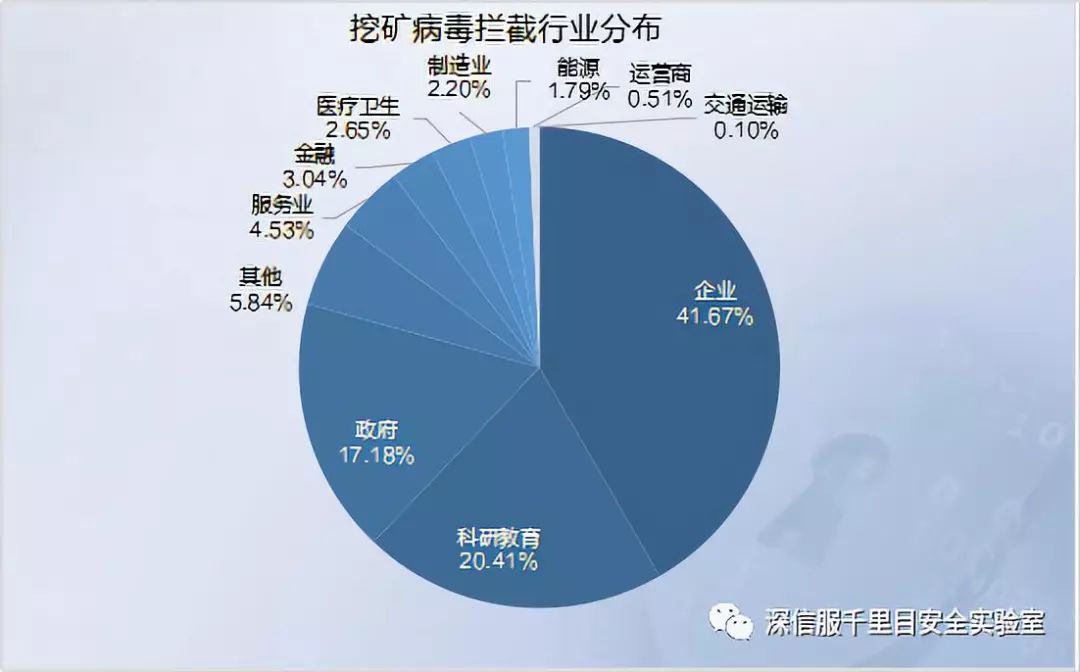 挖矿病毒拦截行业分布
制造业
2.20%
能源
1.79%
运营商
0.51%
交通运输
0.10%
医疗卫生
2.65%
金融
3.04%
服务业
4.53%
其他
5.84%
企业
41.67%
政府
17.18%
科研教育
20.41%
深信服千里目安全实验室